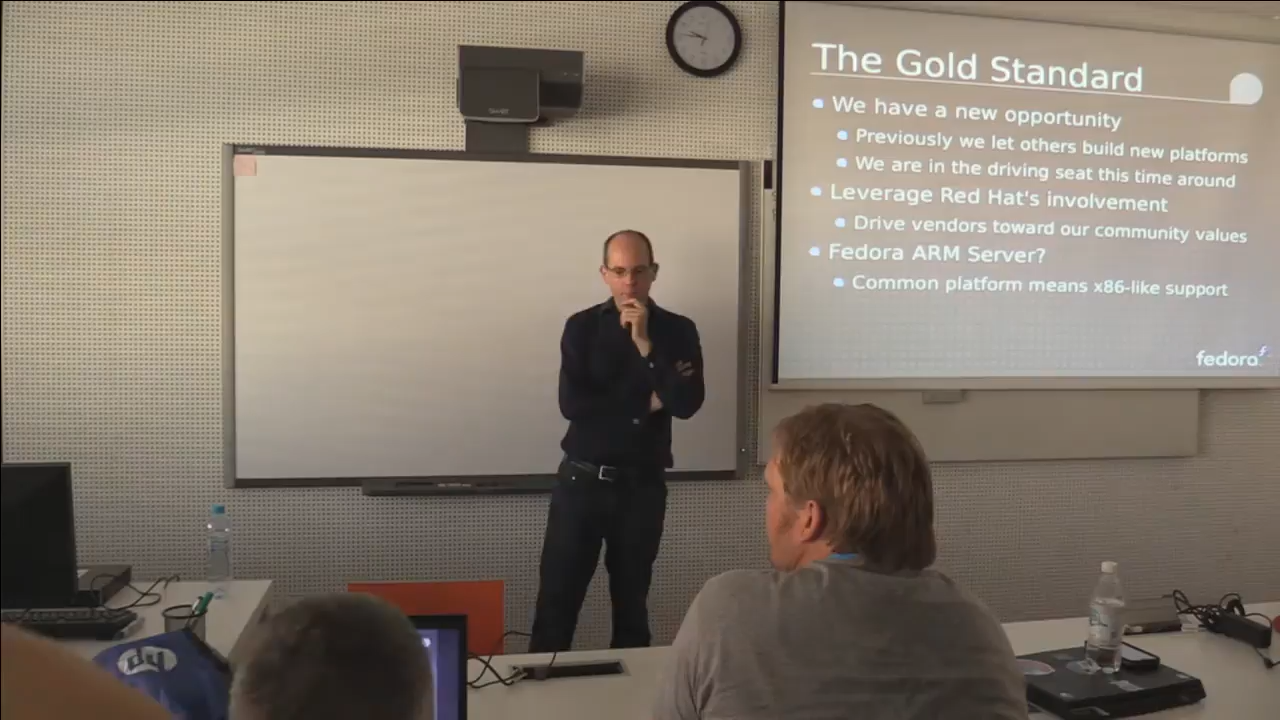 The Gold Standard
We have a new opportunity
Previously we let others build new platforms
We are in the driving seat this time around
Leverage Red Hat's involvement
Drive vendors toward our community values
Fedora ARM Server?
Common platform means x86-like support
fedora
hp